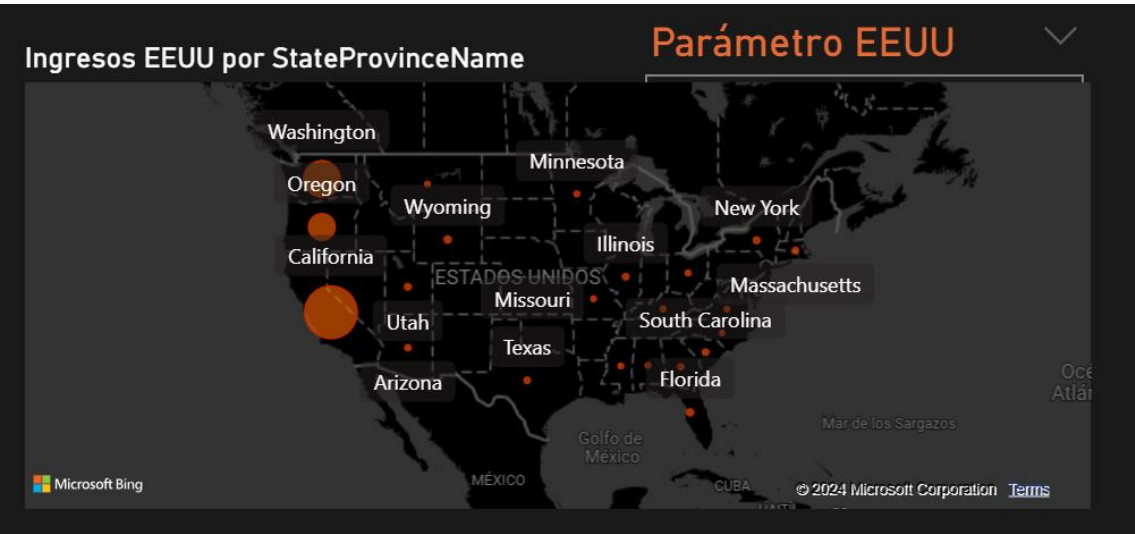 Parámetro EEUU
Ingresos EEUU por StateProvinceName
Washington
Minnesota
Oregon
Wyoming
New York
Illinois
California
ESTADOS UNIDOS
Massachusetts
Missouri
Utah
South Carolina
Texas
Florida
Arizona
Océ
Atlán
Mar de los Sargazos
Golfo de
México
MÉXICO
CUBA
Microsoft Bing
© 2024 Microsoft Corporation Terms